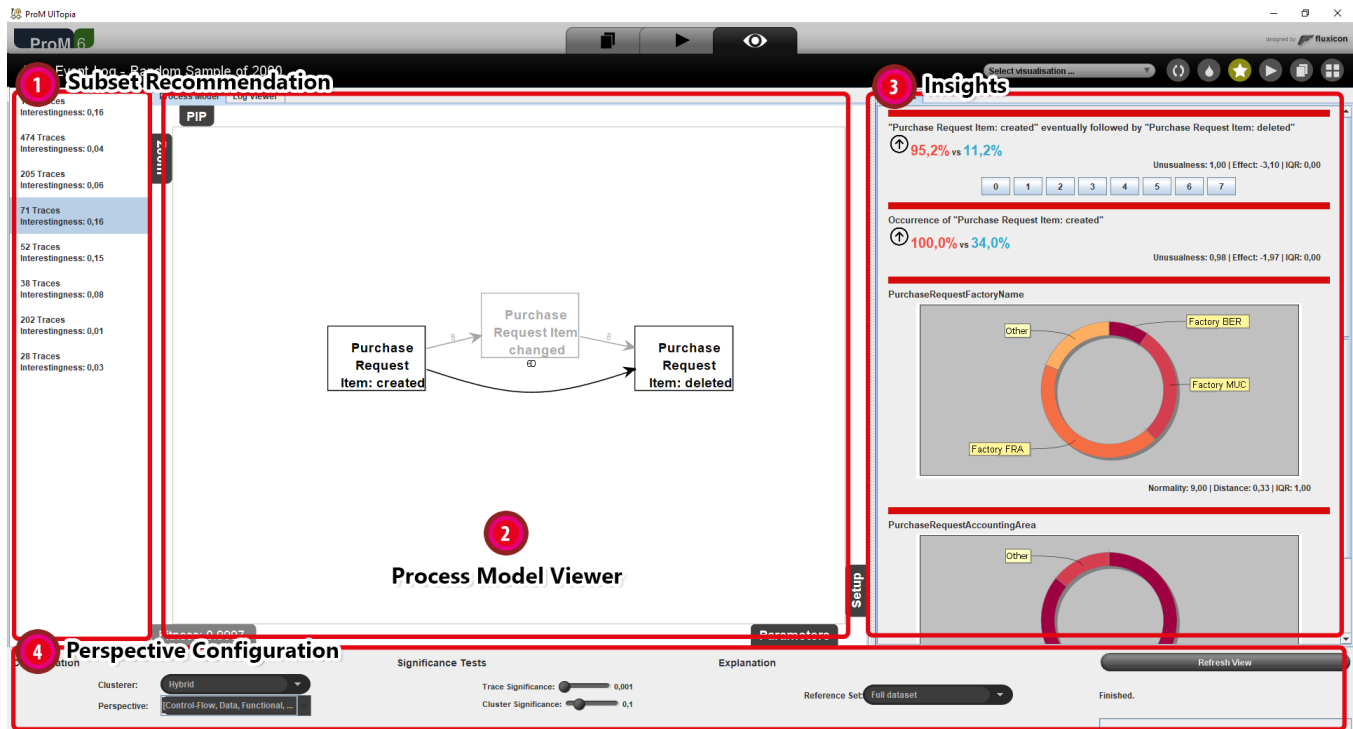 ProM UITopia
ProM 6
designed by fluxicon
Event Log - Random Sample of 2000
Select visualisation ...
1 Subset Recommendation
3 Insights
Process Model
Log Viewer
Traces
Interestingness: 0,16
474 Traces
Interestingness: 0,04
205 Traces
Interestingness: 0,06
71 Traces
Interestingness: 0,16
52 Traces
Interestingness: 0,15
38 Traces
Interestingness: 0,08
202 Traces
Interestingness: 0,01
28 Traces
Interestingness: 0,03
PIP
Zoom
Purchase
Request
Item: created
Purchase
Request Item
changed
8
8
60
Purchase
Request
Item: deleted
2
Process Model Viewer
Setup
Fitness: 0.9997
Parameters
"Purchase Request Item: created" eventually followed by "Purchase Request Item: deleted"
95,2% vs 11,2%
Unusualness: 1,00 | Effect: -3,10 | IQR: 0,00
0 1 2 3 4 5 6 7
Occurrence of "Purchase Request Item: created"
100,0% vs 34,0%
Unusualness: 0,98 | Effect: -1,97 | IQR: 0,00
PurchaseRequestFactoryName
Factory BER
Other
Factory MUC
Factory FRA
Normality: 9,00 | Distance: 0,33 | IQR: 1,00
PurchaseRequestAccountingArea
Other
4 Perspective Configuration
Significance Tests
Explanation
Refresh View
Clusterer:
Hybrid
Perspective:
[Control-Flow, Data, Functional, ...
Trace Significance:
0,001
Cluster Significance:
0,1
Reference Set:
Full dataset
Finished.